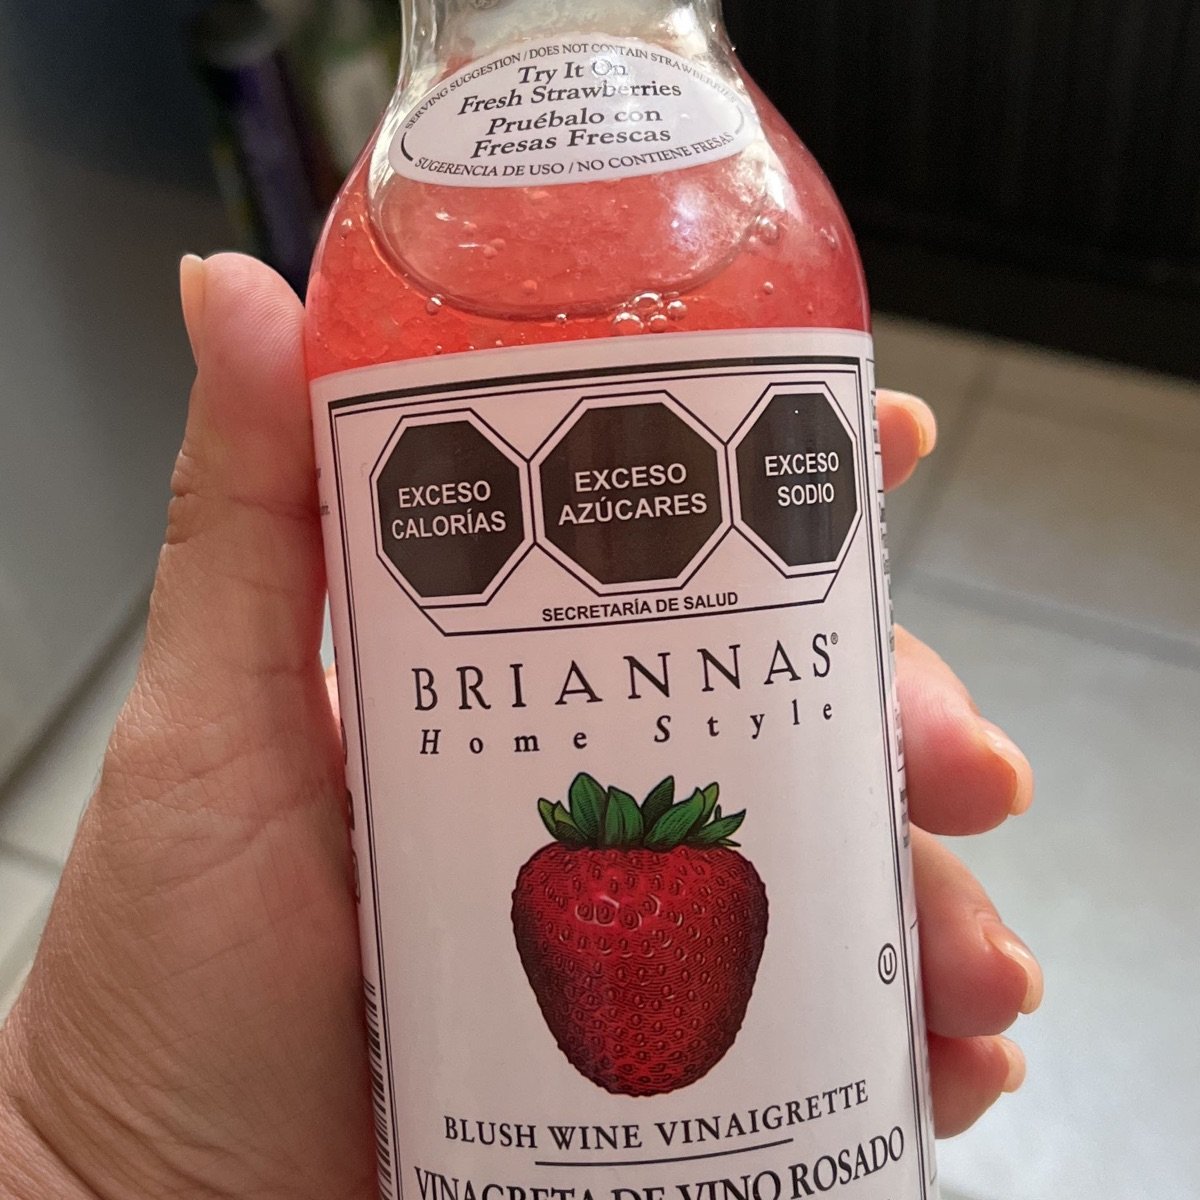 SERVING SUGGESTION / DOES NOT CONTAIN STRAWBERRIES
Try It On
Fresh Strawberries
Pruébalo con
Fresas Frescas
SUGERENCIA DE USO / NO CONTIENE FRESAS
EXCESO
CALORÍAS
EXCESO
AZÚCARES
EXCESO
SODIO
SECRETARÍA DE SALUD
BRIANNAS®
Home Style
U
BLUSH WINE VINAIGRETTE
VINAGRETA DE VINO ROSADO